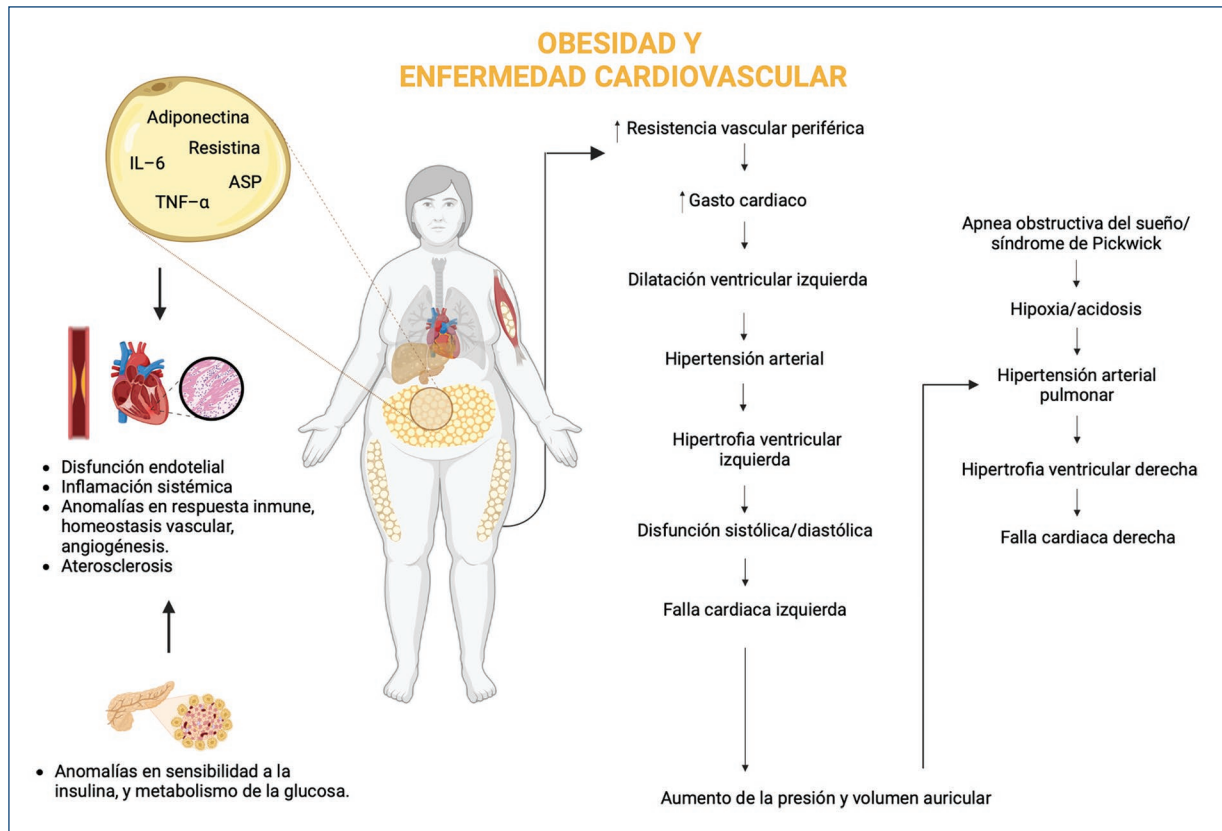 OBESIDAD Y
ENFERMEDAD CARDIOVASCULAR
Adiponectina
Resistina
IL–6
ASP
TNF–α
• Disfunción endotelial
• Inflamación sistémica
• Anomalías en respuesta inmune,
homeostasis vascular,
angiogénesis.
• Aterosclerosis
• Anomalías en sensibilidad a la
insulina, y metabolismo de la glucosa.
↑ Resistencia vascular periférica
↑ Gasto cardiaco
Dilatación ventricular izquierda
Hipertensión arterial
Hipertrofia ventricular
izquierda
Disfunción sistólica/diastólica
Falla cardiaca izquierda
Aumento de la presión y volumen auricular
Apnea obstructiva del sueño/
síndrome de Pickwick
Hipoxia/acidosis
Hipertensión arterial
pulmonar
Hipertrofia ventricular derecha
Falla cardiaca derecha